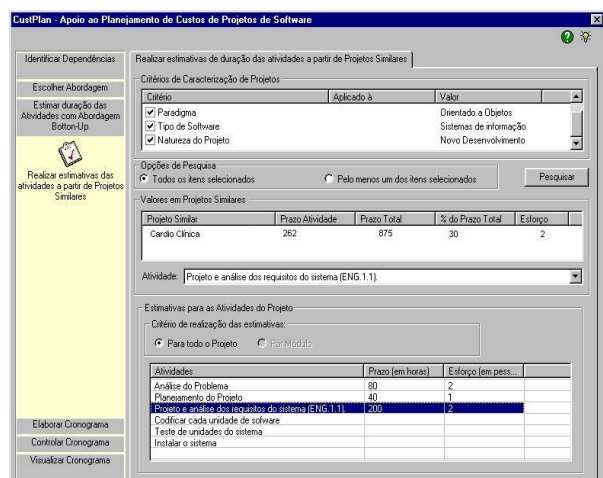 CustPlan - Apoio ao Planejamento de Custos de Projetos de Software
Identificar Dependências
Escolher Abordagem
Estimar duração das
Atividades com Abordagem
Botton-Up
Realizar estimativas das
atividades a partir de Projetos
Similares
Elaborar Cronograma
Controlar Cronograma
Visualizar Cronograma
Realizar estimativas de duração das atividades a partir de Projetos Similares
Critérios de Caracterização de Projetos
Critério Aplicado à Valor
Paradigma Orientado a Objetos
Tipo de Software Sistemas de informação
Natureza do Projeto Novo Desenvolvimento
Opções de Pesquisa
Todos os itens selecionados Pelo menos um dos itens selecionados Pesquisar
Valores em Projetos Similares
Projeto Similar Prazo Atividade Prazo Total % do Prazo Total Esforço
Cardio Clínica 262 875 30 2
Atividade: Projeto e análise dos requisitos do sistema (ENG.1.1).
Estimativas para as Atividades do Projeto
Critério de realização das estimativas:
Para todo o Projeto Por Módulo
Atividades Prazo (em horas) Esforço (em pess...
Análise do Problema 80 2
Planejamento do Projeto 40 1
Projeto e análise dos requisitos do sistema (ENG.1.1). 200 2
Codificar cada unidade de sofware
Teste de unidades do sistema
Instalar o sistema